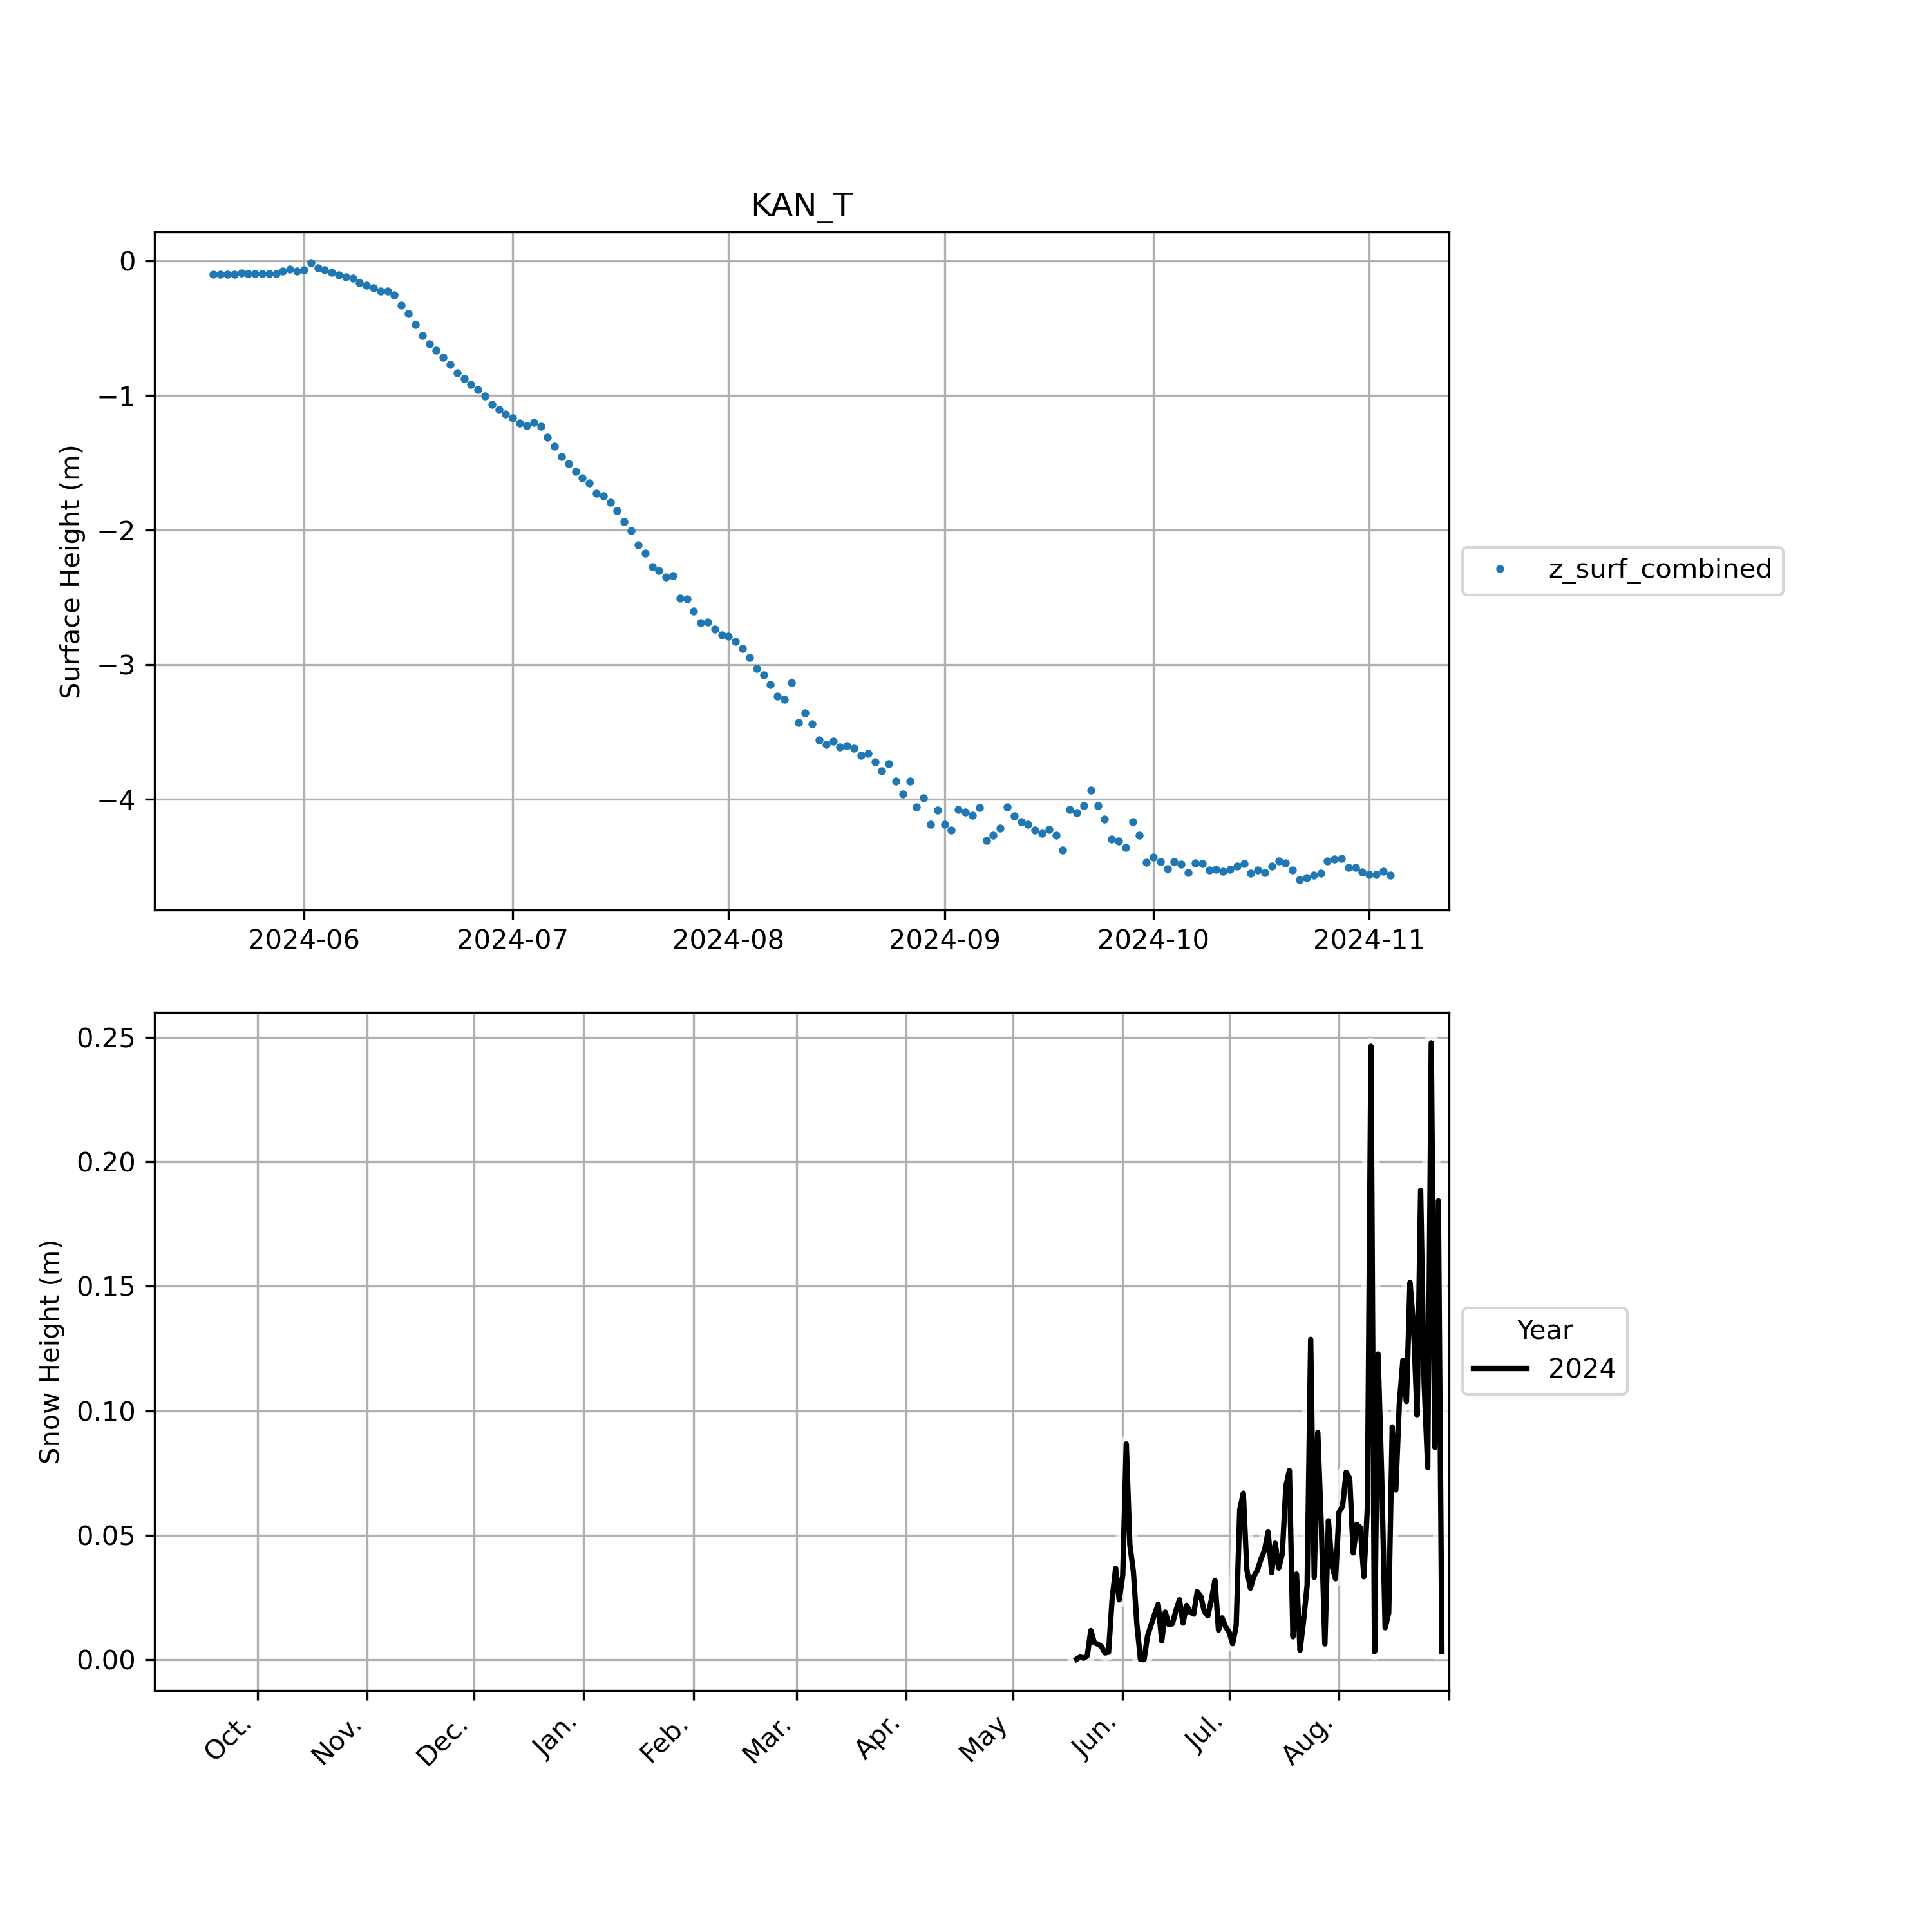 KAN_T
Surface Height (m)
0
−1
−2
−3
−4
2024-06 2024-07 2024-08 2024-09 2024-10 2024-11
z_surf_combined
Snow Height (m)
0.25
0.20
0.15
0.10
0.05
0.00
Oct. Nov. Dec. Jan. Feb. Mar. Apr. May Jun. Jul. Aug.
Year
2024